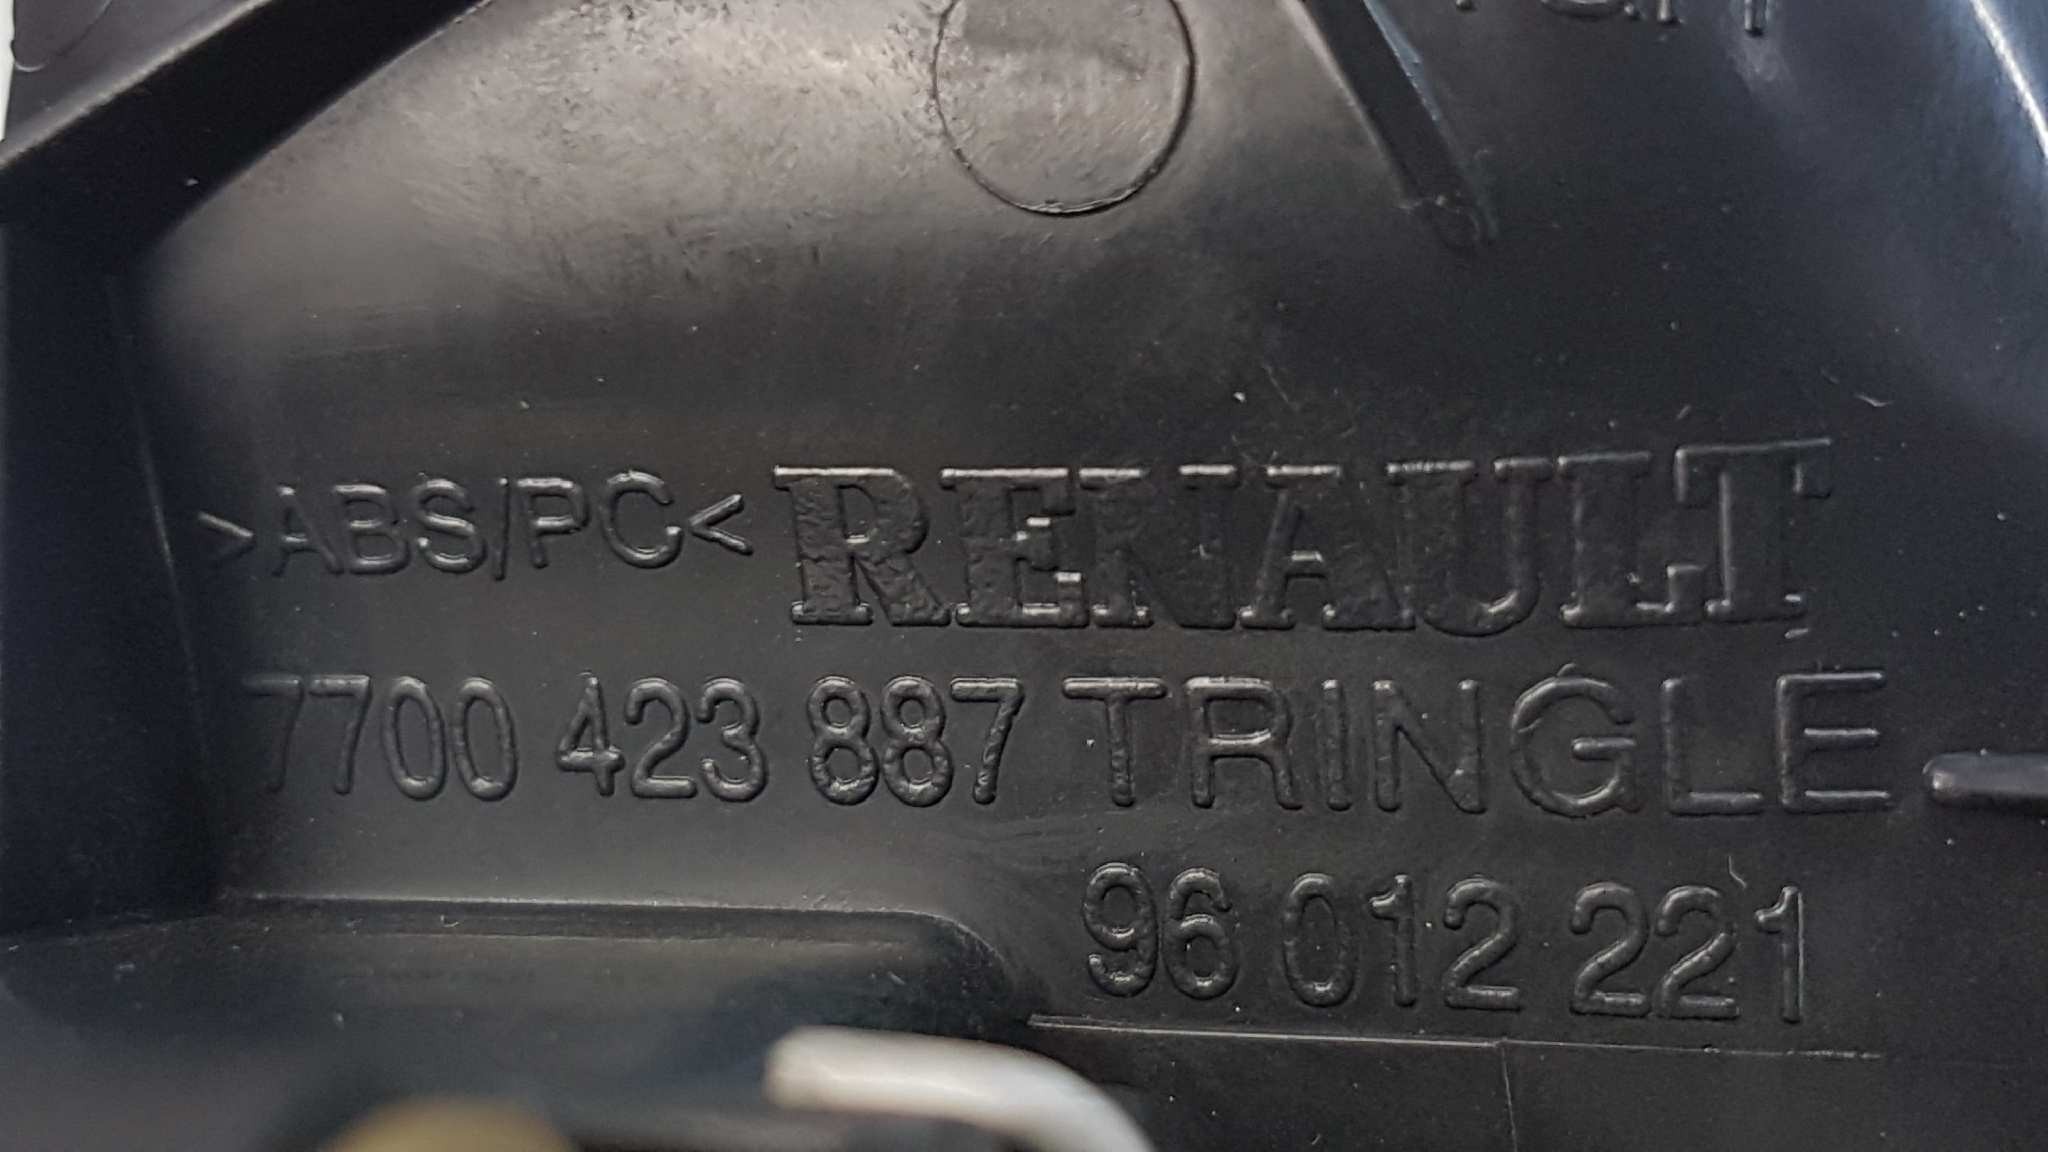 >ABS/PC< RENAULT
7700 423 887 TRINGLE
96 012 221